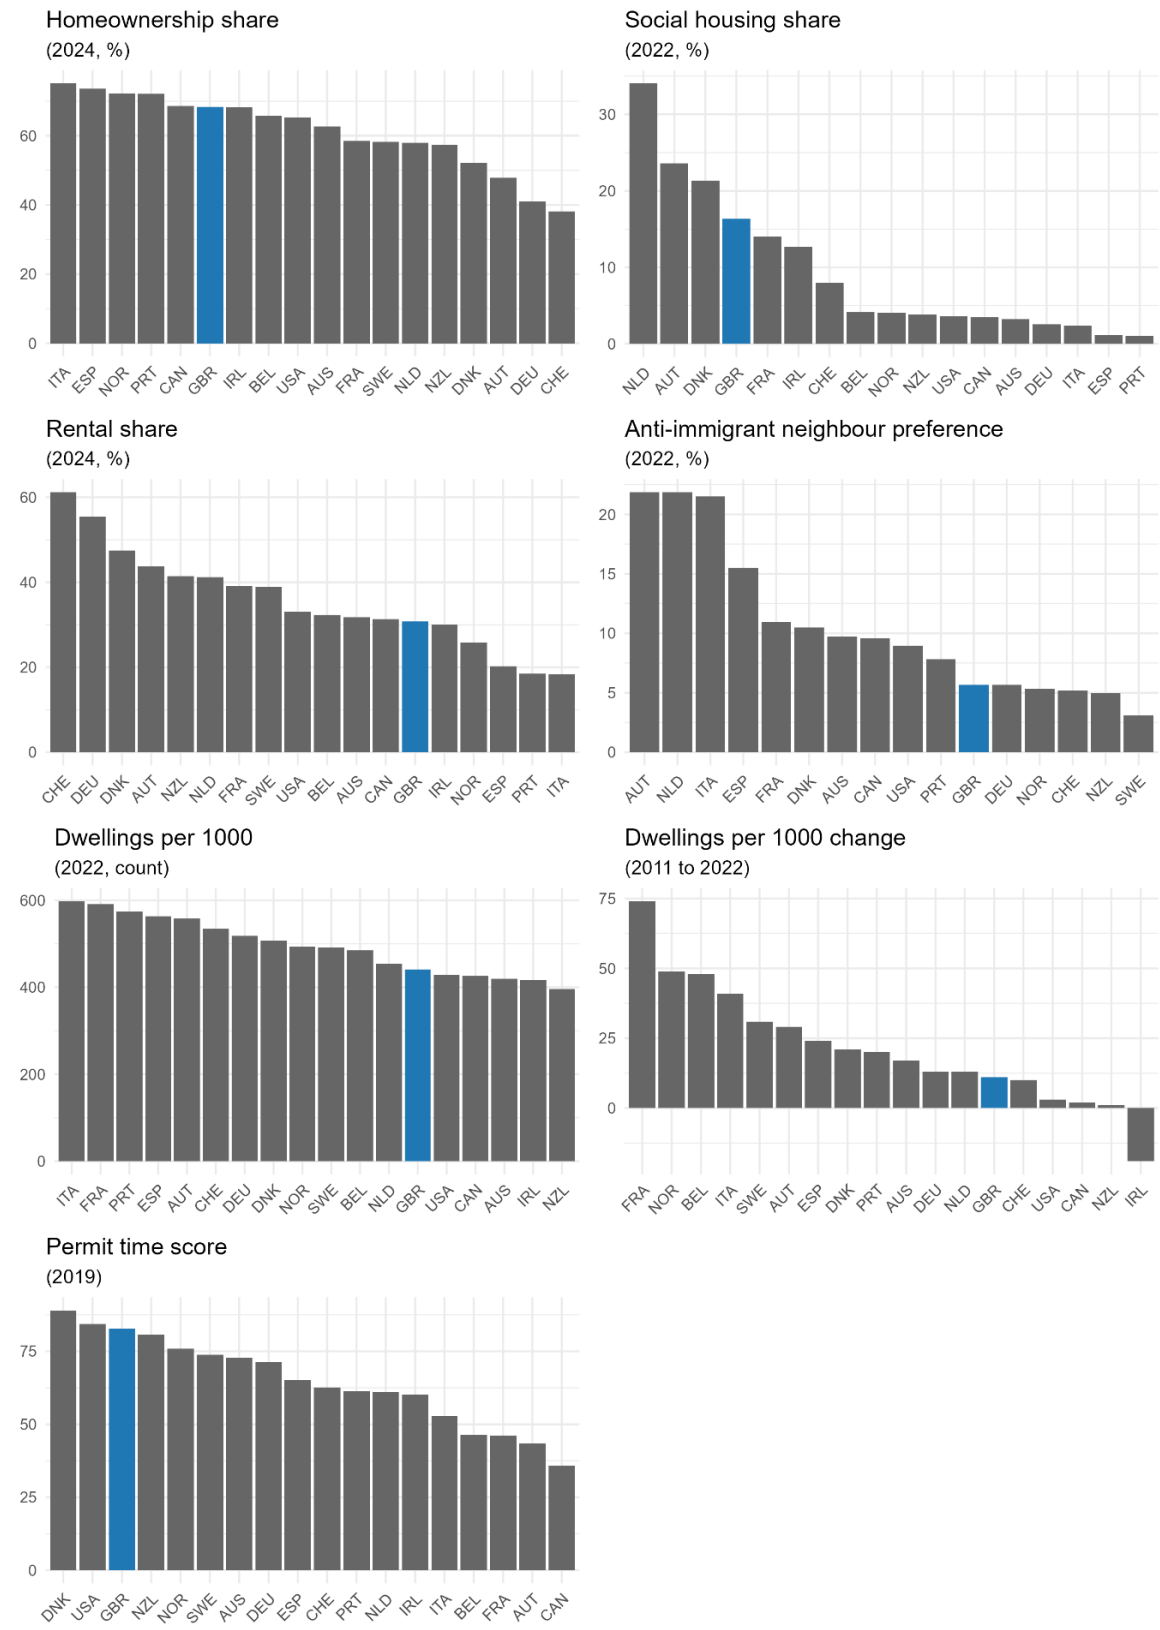 Homeownership share
(2024, %)
60
40
20
0
ITA ESP NOR PRT CAN GBR IRL BEL USA AUS FRA SWE NLD NZL DNK AUT DEU CHE
Social housing share
(2022, %)
30
20
10
0
NLD AUT DNK GBR FRA IRL CHE BEL NOR NZL USA CAN AUS DEU ITA ESP PRT
Rental share
(2024, %)
60
40
20
0
CHE DEU DNK AUT NZL NLD FRA SWE USA BEL AUS CAN GBR IRL NOR ESP PRT ITA
Anti-immigrant neighbour preference
(2022, %)
20
15
10
5
0
AUT NLD ITA ESP FRA DNK AUS CAN USA PRT GBR DEU NOR CHE NZL SWE
Dwellings per 1000
(2022, count)
600
400
200
0
ITA FRA PRT ESP AUT CHE DEU DNK NOR SWE BEL NLD GBR USA CAN AUS IRL NZL
Dwellings per 1000 change
(2011 to 2022)
75
50
25
0
FRA NOR BEL ITA SWE AUT ESP DNK PRT AUS DEU NLD GBR CHE USA CAN NZL IRL
Permit time score
(2019)
75
50
25
0
DNK USA GBR NZL NOR SWE AUS DEU ESP CHE PRT NLD IRL ITA BEL FRA AUT CAN